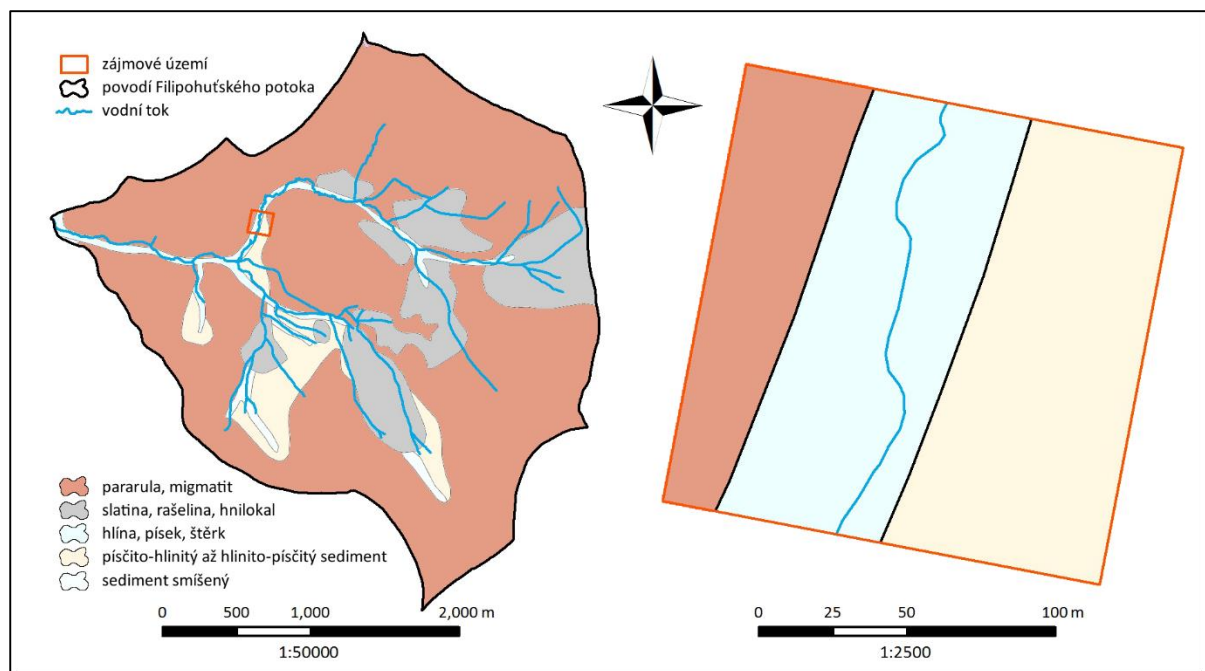 zájmové území
povodí Filipohuťského potoka
vodní tok
pararula, migmatit
slatina, rašelina, hnilokal
hlína, písek, štěrk
písčito-hlinitý až hlinito-písčitý sediment
sediment smíšený
0 500 1,000 2,000 m
1:50000
0 25 50 100 m
1:2500